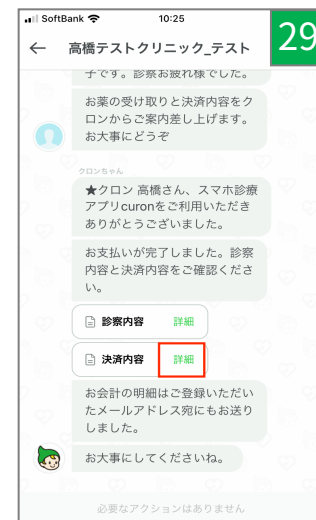 SoftBank 10:25
29
← 高橋テストクリニック_テスト
子です。診察お疲れ様でした。
お薬の受け取りと決済内容をク
ロンからご案内差し上げます。
お大事にどうぞ
クロンちゃん
★クロン 高橋さん、スマホ診療
アプリcuronをご利用いただき
ありがとうございました。
お支払いが完了しました。診察
内容と決済内容をご確認くださ
い。
診察内容 詳細
決済内容 詳細
お会計の明細はご登録いただい
たメールアドレス宛にもお送り
しました。
お大事にしてくださいね。
必要なアクションはありません